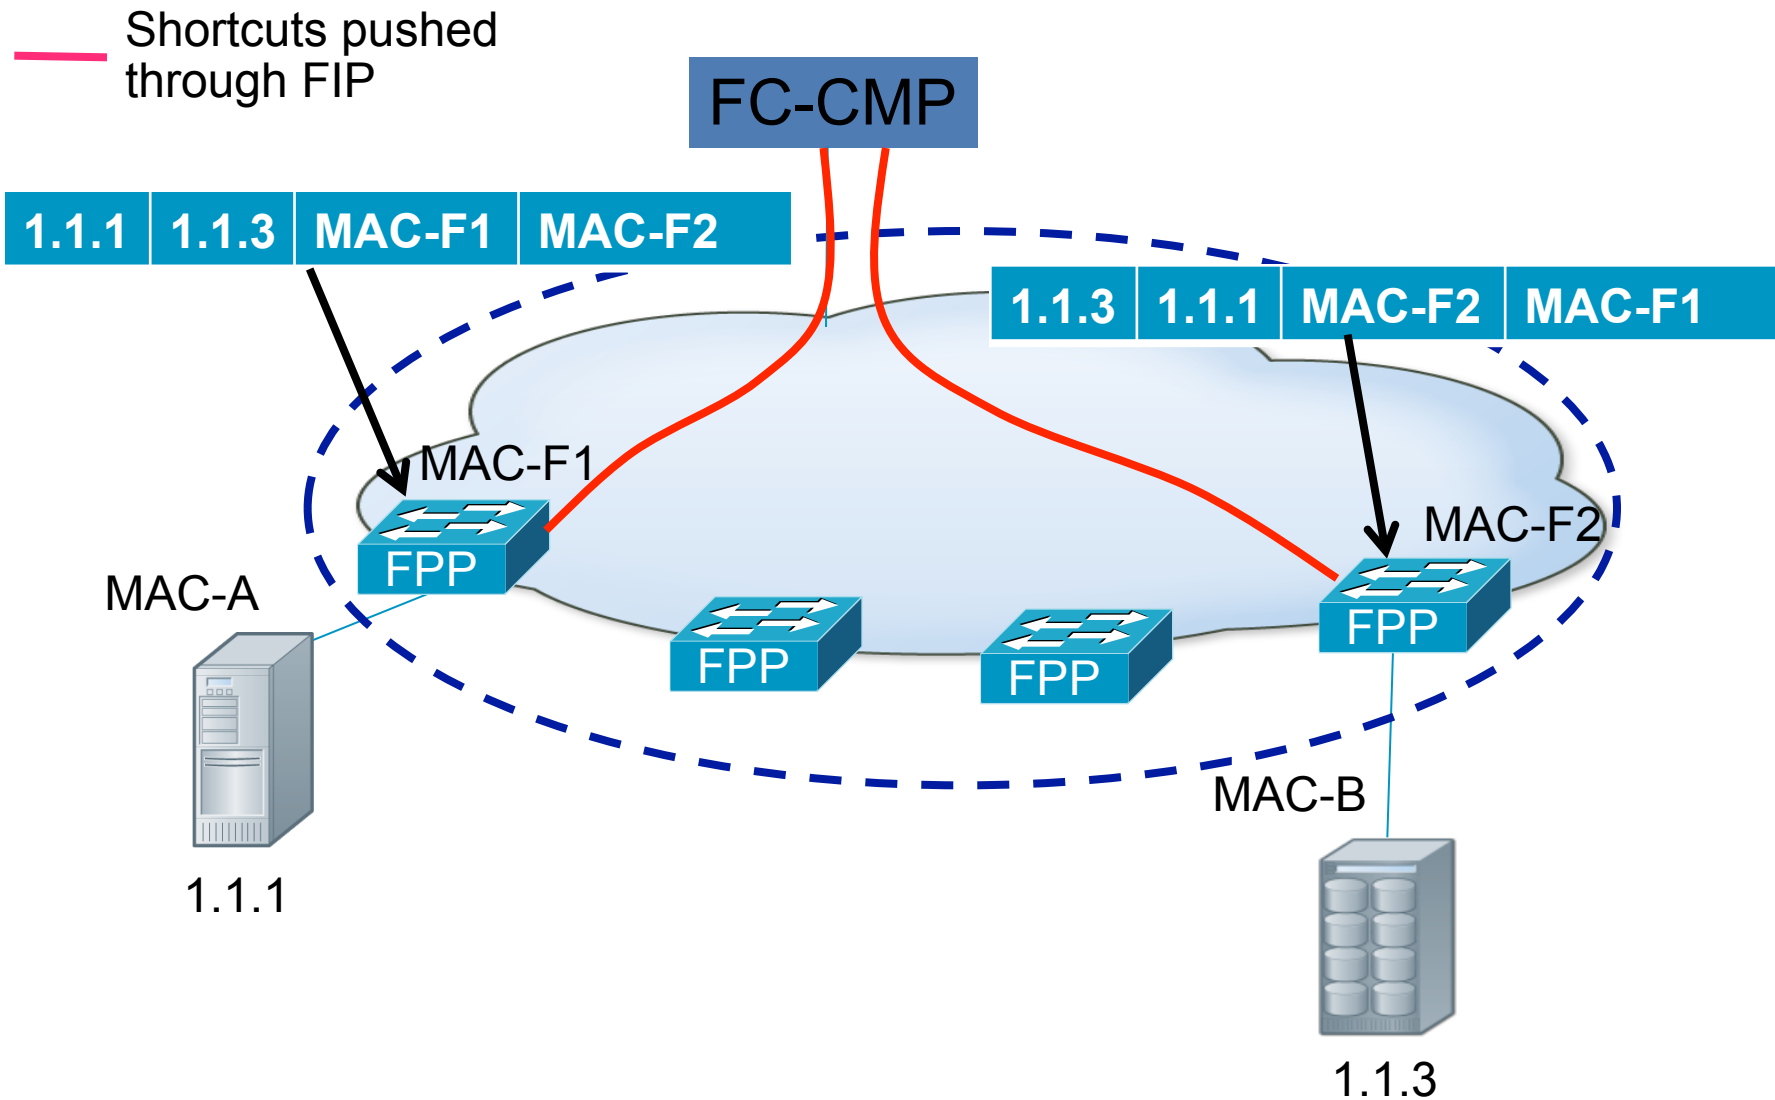 Shortcuts pushed
through FIP
FC-CMP
1.1.1 1.1.3 MAC-F1 MAC-F2
1.1.3 1.1.1 MAC-F2 MAC-F1
MAC-F1
MAC-F2
FPP
MAC-A
FPP
FPP
FPP
MAC-B
1.1.1
1.1.3